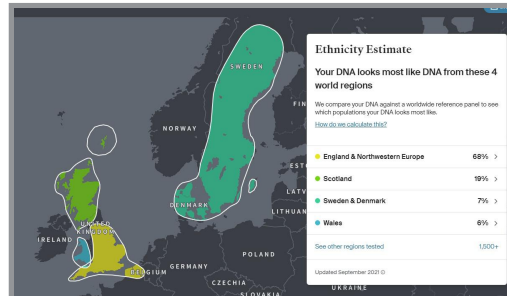 SWEDEN
FIN
NORWAY
EST
LATV
DENMARK
LITHUAN
UNITED
KINGDOM
IRELAND
POLAND
BELGIUM
GERMANY
CZECHIA
SLOVAKIA
UKRAINE
Ethnicity Estimate
Your DNA looks most like DNA from these 4
world regions
We compare your DNA against a worldwide reference panel to see
which populations your DNA looks most like.
How do we calculate this?
England & Northwestern Europe 68%
Scotland 19%
Sweden & Denmark 7%
Wales 6%
See other regions tested 1,500+
Updated September 2021